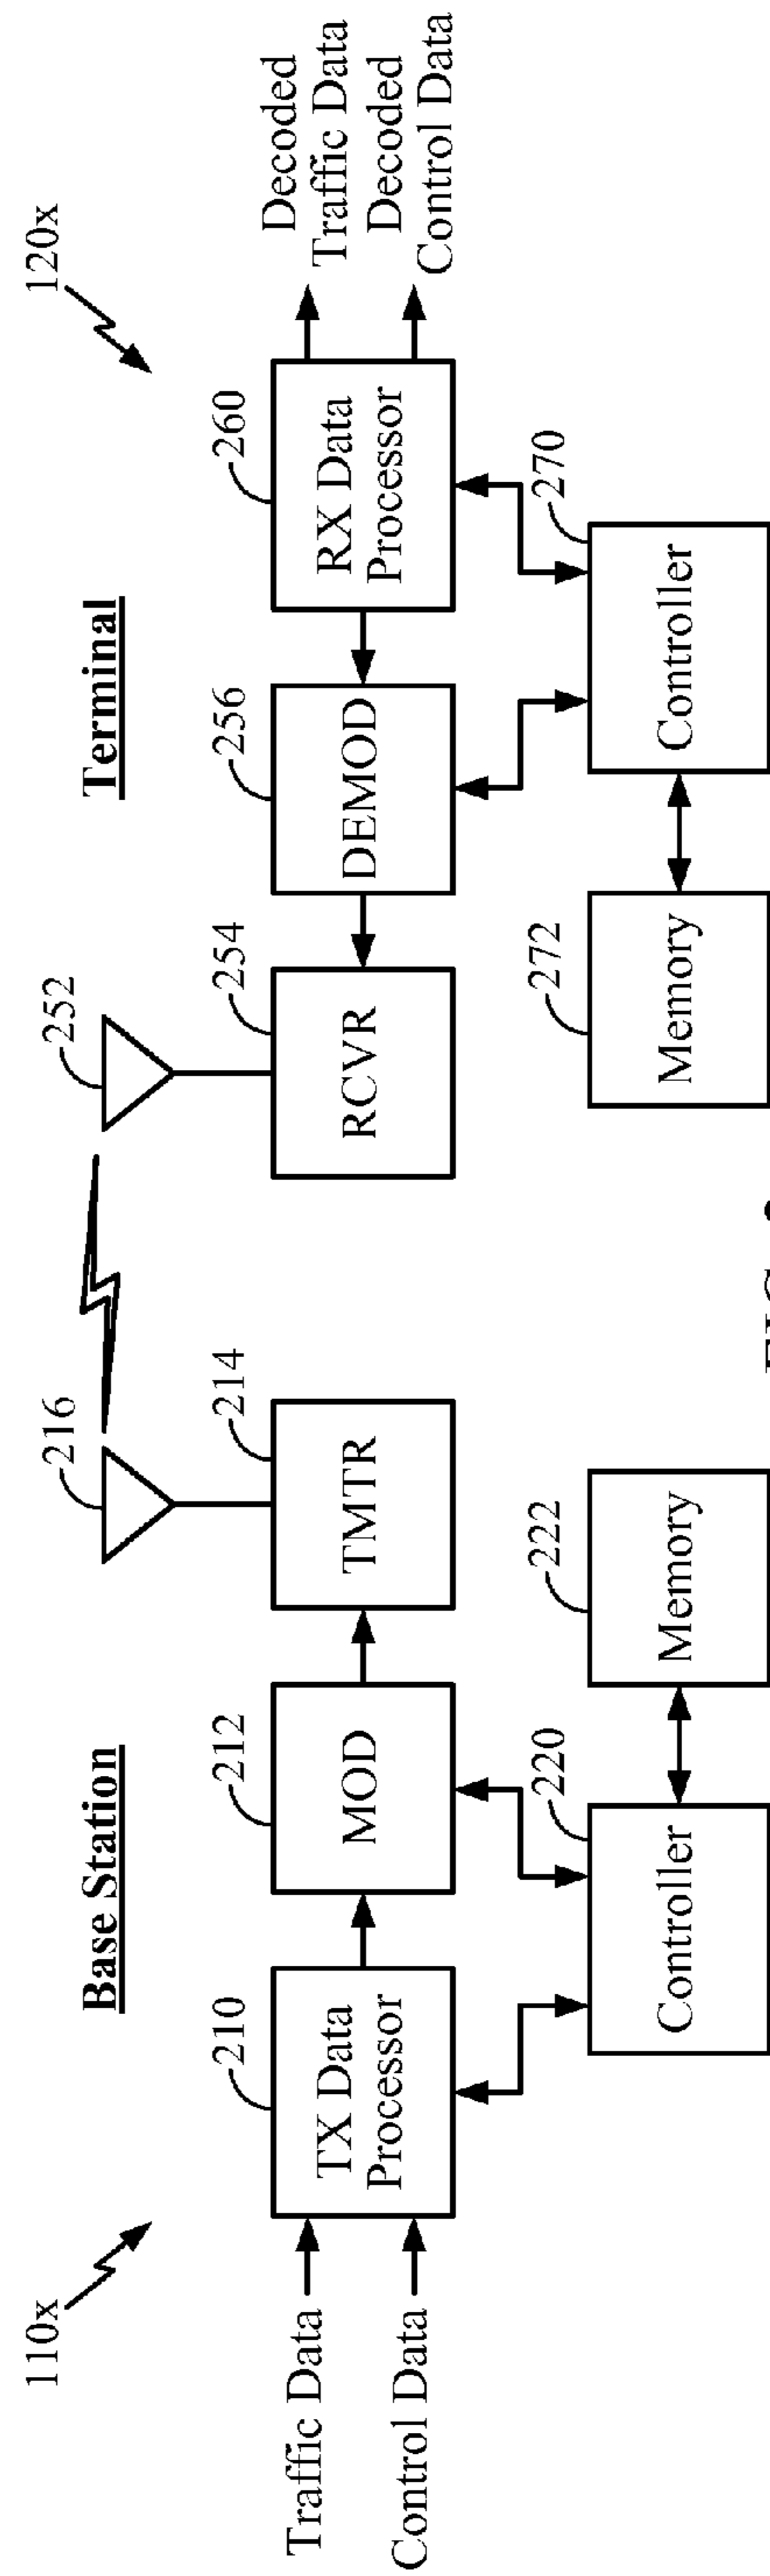 110x
Base Station
216
Terminal
120x
252
Traffic Data
Control Data
210
TX Data
Processor
212
MOD
214
TMTR
254
RCVR
256
DEMOD
260
RX Data
Processor
Decoded
Traffic Data
Decoded
Control Data
220
Controller
222
Memory
272
Memory
270
Controller